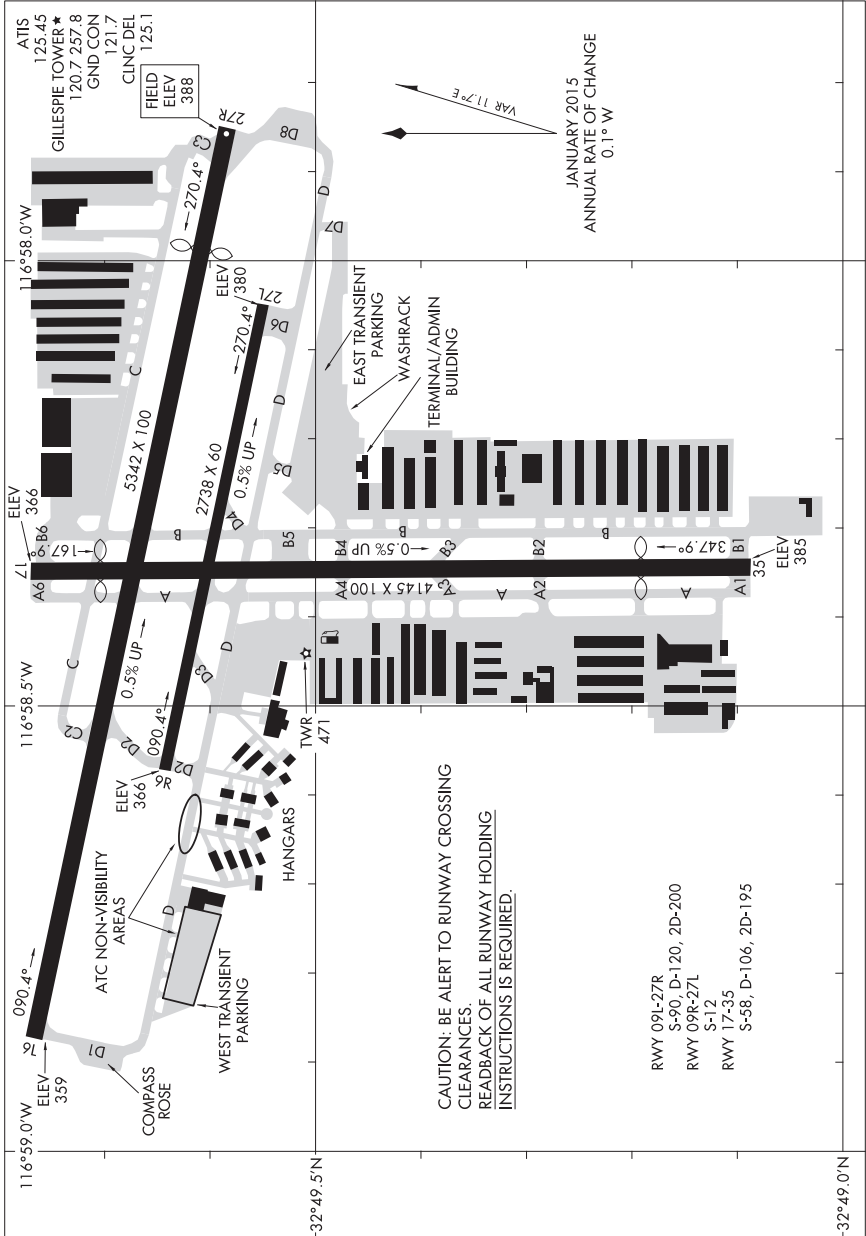 ATIS
125.45
GILLESPIE TOWER ★
120.7 257.8
GND CON
121.7
CLNC DEL
125.1
FIELD
ELEV
388
27R
C3
D8
270.4°
D
D7
116°58.0'W
ELEV
380
27L
270.4°
D6
C
5342 X 100
2738 X 60
0.5% UP
D
D5
D4
EAST TRANSIENT
PARKING
WASHRACK
TERMINAL/ADMIN
BUILDING
VAR 11.7°E
JANUARY 2015
ANNUAL RATE OF CHANGE
0.1° W
ELEV
366
17
B6
167.9°
B
B5
B4
0.5% UP
B
B3
B2
B
347.9°
B1
35
ELEV
385
A6
A
A4
4145 X 100
A3
A
A2
A
A1
C
0.5% UP
D
D3
116°58.5'W
C2
D2
090.4°
D2
9R
ELEV
366
TWR
471
HANGARS
ATC NON-VISIBILITY
AREAS
D
WEST TRANSIENT
PARKING
090.4°
9L
ELEV
359
D1
COMPASS
ROSE
116°59.0'W
CAUTION: BE ALERT TO RUNWAY CROSSING
CLEARANCES.
READBACK OF ALL RUNWAY HOLDING
INSTRUCTIONS IS REQUIRED.
RWY 09L-27R
S-90, D-120, 2D-200
RWY 09R-27L
S-12
RWY 17-35
S-58, D-106, 2D-195
32°49.5'N
32°49.0'N